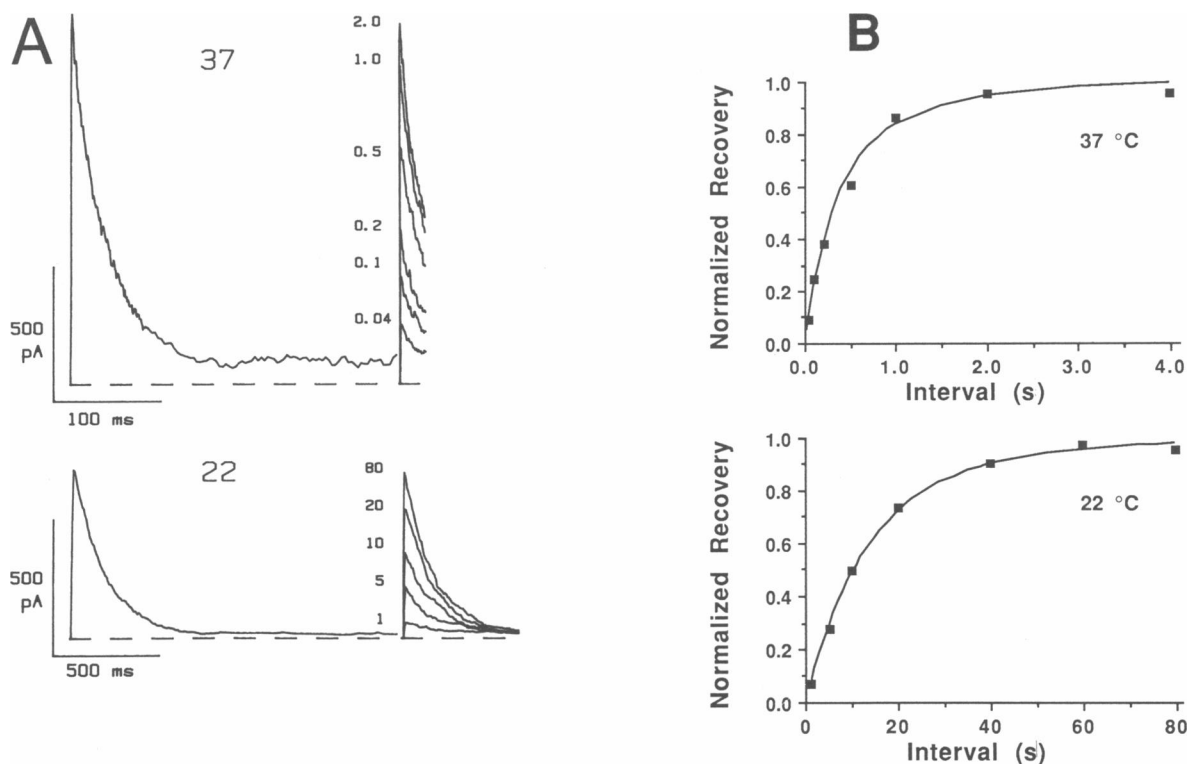 A
37
2.0
1.0
0.5
0.2
0.1
0.04
500
pA
100 ms
22
80
20
10
5
1
500
pA
500 ms
B
Normalized Recovery
1.0
0.8
0.6
0.4
0.2
0.0
37 °C
0.0 1.0 2.0 3.0 4.0
Interval (s)
Normalized Recovery
1.0
0.8
0.6
0.4
0.2
0.0
22 °C
0 20 40 60 80
Interval (s)